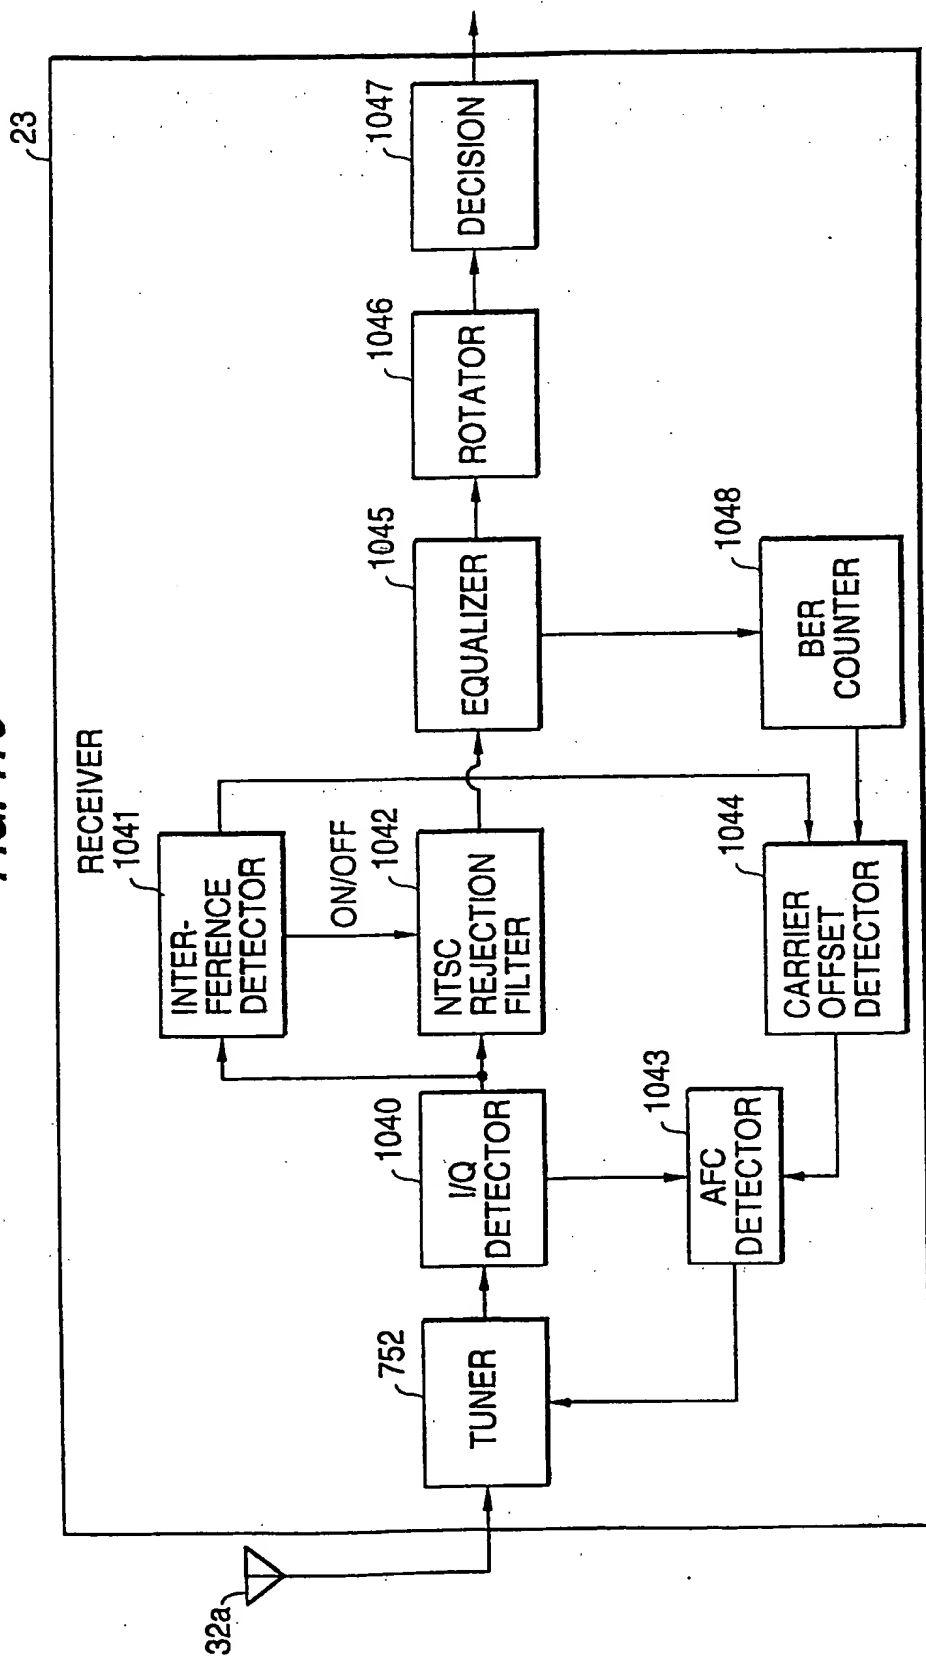 23
RECEIVER
1041
INTER-
FERENCE
DETECTOR
ON/OFF
32a
752
TUNER
1040
I/Q
DETECTOR
1042
NTSC
REJECTION
FILTER
1045
EQUALIZER
1046
ROTATOR
1047
DECISION
1043
AFC
DETECTOR
1044
CARRIER
OFFSET
DETECTOR
1048
BER
COUNTER